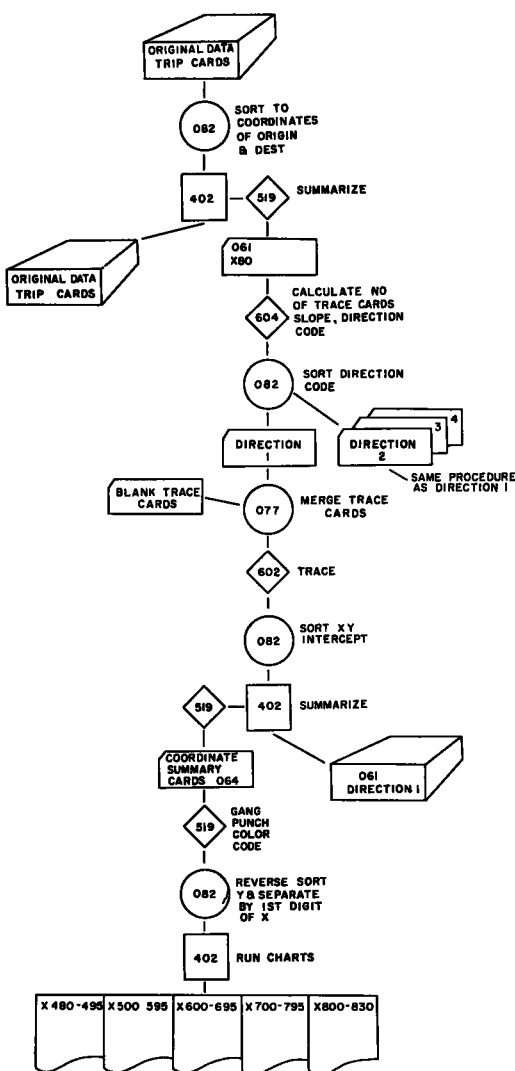 ORIGINAL DATA
TRIP CARDS
082
SORT TO
COORDINATES
OF ORIGIN
& DEST
402
519
SUMMARIZE
ORIGINAL DATA
TRIP CARDS
061
X80
604
CALCULATE NO
OF TRACE CARDS
SLOPE, DIRECTION
CODE
082
SORT DIRECTION
CODE
DIRECTION
1
DIRECTION
2
3
4
SAME PROCEDURE
AS DIRECTION 1
BLANK TRACE
CARDS
077
MERGE TRACE
CARDS
602
TRACE
082
SORT XY
INTERCEPT
519
402
SUMMARIZE
COORDINATE
SUMMARY
CARDS 064
061
DIRECTION 1
519
GANG
PUNCH
COLOR
CODE
082
REVERSE SORT
Y & SEPARATE
BY 1ST DIGIT
OF X
402
RUN CHARTS
X 480-495
X 500 595
X 600-695
X 700-795
X 800-830